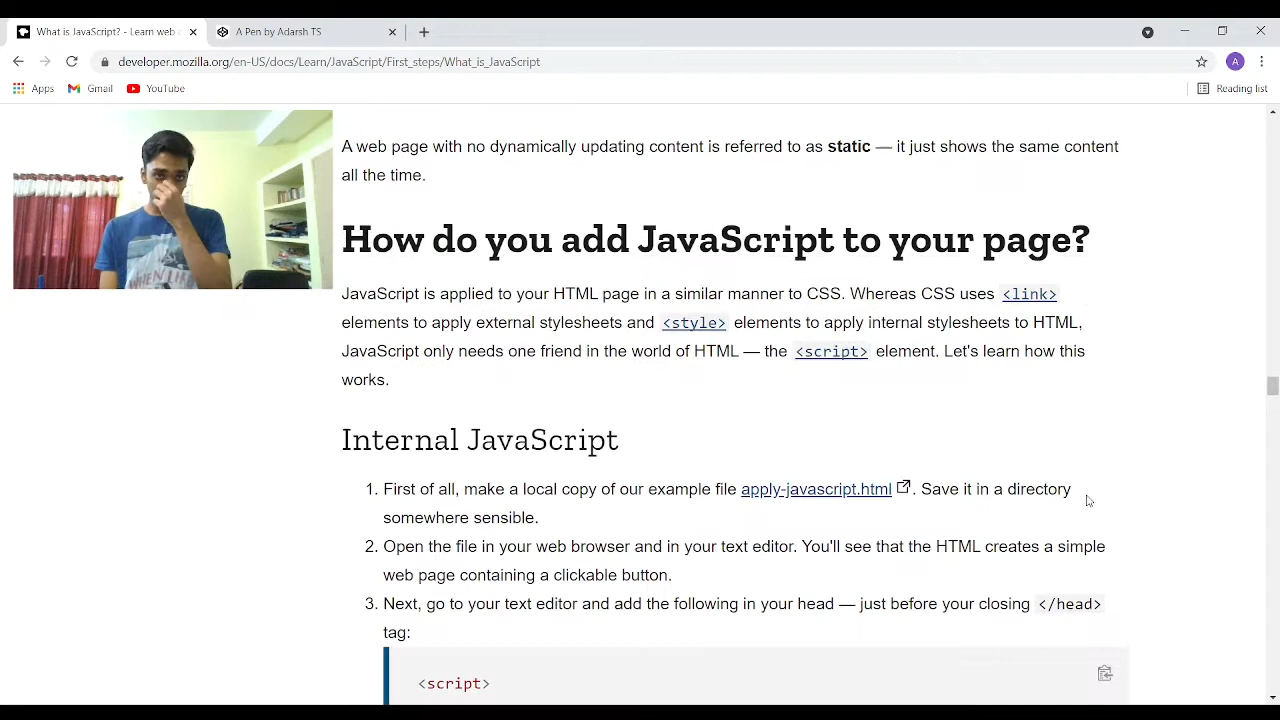 What is JavaScript? - Learn web
A Pen by Adarsh TS
developer.mozilla.org/en-US/docs/Learn/JavaScript/First_steps/What_is_JavaScript
A
Apps
Gmail
YouTube
Reading list
A web page with no dynamically updating content is referred to as static — it just shows the same content
all the time.
How do you add JavaScript to your page?
JavaScript is applied to your HTML page in a similar manner to CSS. Whereas CSS uses <link>
elements to apply external stylesheets and <style> elements to apply internal stylesheets to HTML,
JavaScript only needs one friend in the world of HTML — the <script> element. Let's learn how this
works.
Internal JavaScript
1. First of all, make a local copy of our example file apply-javascript.html. Save it in a directory
somewhere sensible.
2. Open the file in your web browser and in your text editor. You'll see that the HTML creates a simple
web page containing a clickable button.
3. Next, go to your text editor and add the following in your head — just before your closing </head>
tag:
<script>